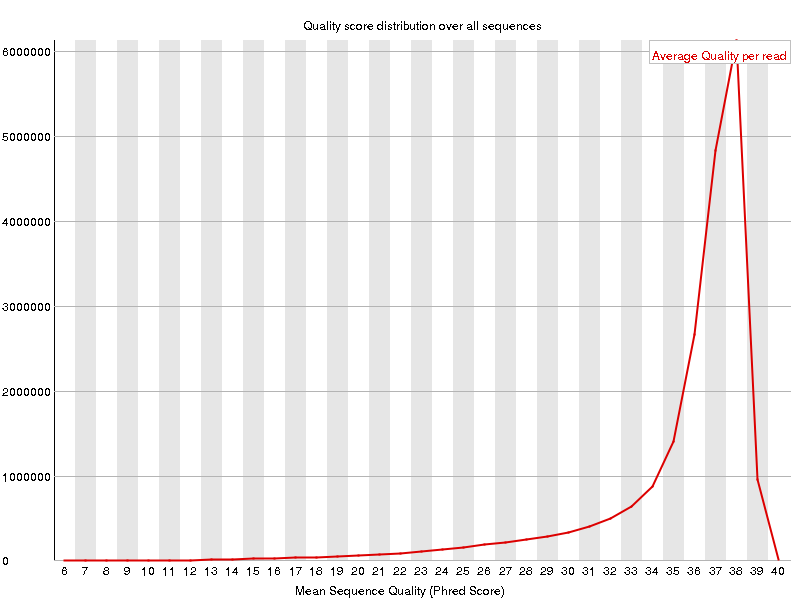 Quality score distribution over all sequences
Average Quality per read
6000000
5000000
4000000
3000000
2000000
1000000
0
6 7 8 9 10 11 12 13 14 15 16 17 18 19 20 21 22 23 24 25 26 27 28 29 30 31 32 33 34 35 36 37 38 39 40
Mean Sequence Quality (Phred Score)